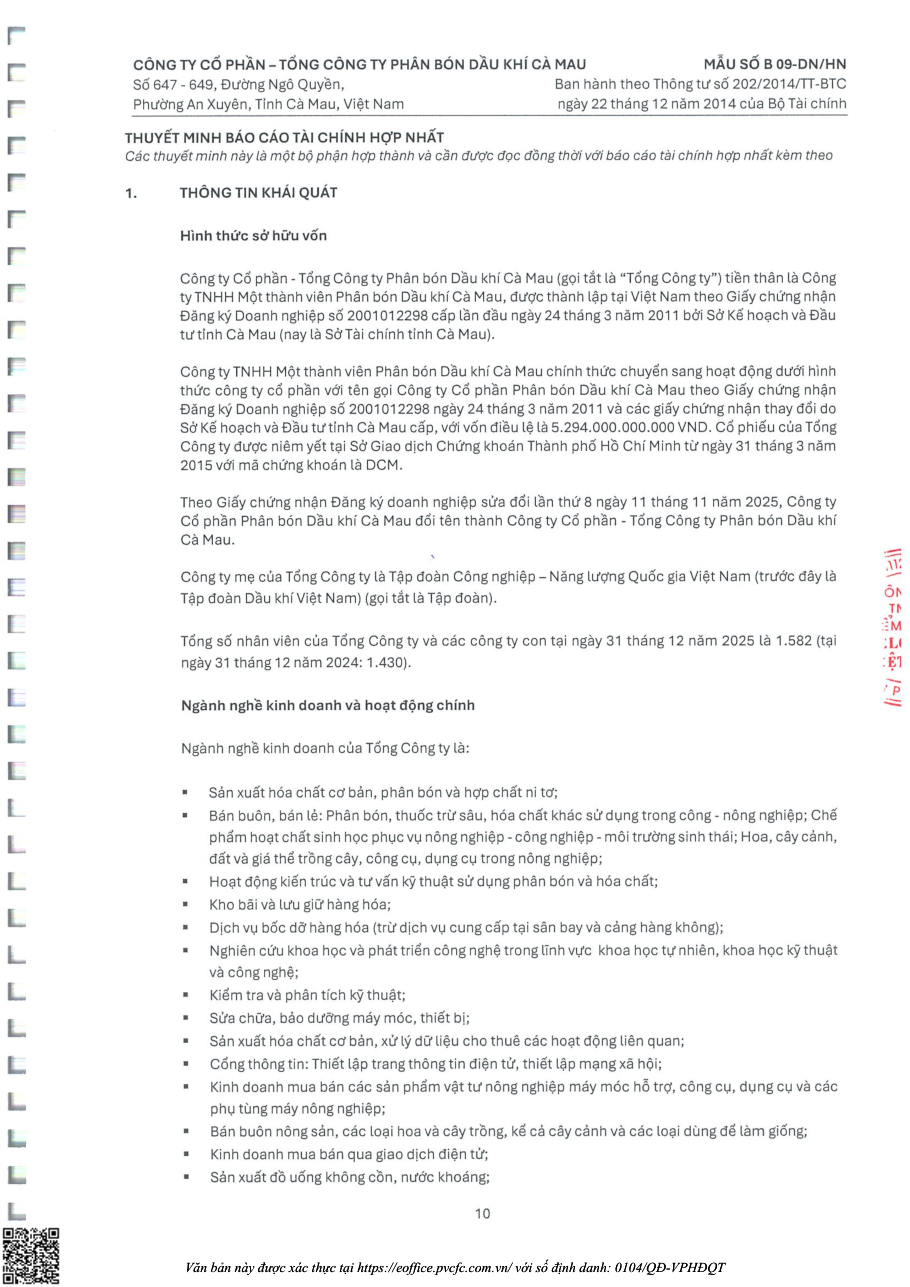 CÔNG TY CỔ PHẦN – TỔNG CÔNG TY PHÂN BÓN DẦU KHÍ CÀ MAU
MẪU SỐ B 09-DN/HN
Số 647 - 649, Đường Ngô Quyền,
Ban hành theo Thông tư số 202/2014/TT-BTC
Phường An Xuyên, Tỉnh Cà Mau, Việt Nam
ngày 22 tháng 12 năm 2014 của Bộ Tài chính
THUYẾT MINH BÁO CÁO TÀI CHÍNH HỢP NHẤT
Các thuyết minh này là một bộ phận hợp thành và cần được đọc đồng thời với báo cáo tài chính hợp nhất kèm theo
1. THÔNG TIN KHÁI QUÁT
Hình thức sở hữu vốn
Công ty Cổ phần - Tổng Công ty Phân bón Dầu khí Cà Mau (gọi tắt là “Tổng Công ty”) tiền thân là Công
ty TNHH Một thành viên Phân bón Dầu khí Cà Mau, được thành lập tại Việt Nam theo Giấy chứng nhận
Đăng ký Doanh nghiệp số 2001012298 cấp lần đầu ngày 24 tháng 3 năm 2011 bởi Sở Kế hoạch và Đầu
tư tỉnh Cà Mau (nay là Sở Tài chính tỉnh Cà Mau).
Công ty TNHH Một thành viên Phân bón Dầu khí Cà Mau chính thức chuyển sang hoạt động dưới hình
thức công ty cổ phần với tên gọi Công ty Cổ phần Phân bón Dầu khí Cà Mau theo Giấy chứng nhận
Đăng ký Doanh nghiệp số 2001012298 ngày 24 tháng 3 năm 2011 và các giấy chứng nhận thay đổi do
Sở Kế hoạch và Đầu tư tỉnh Cà Mau cấp, với vốn điều lệ là 5.294.000.000.000 VND. Cổ phiếu của Tổng
Công ty được niêm yết tại Sở Giao dịch Chứng khoán Thành phố Hồ Chí Minh từ ngày 31 tháng 3 năm
2015 với mã chứng khoán là DCM.
Theo Giấy chứng nhận Đăng ký doanh nghiệp sửa đổi lần thứ 8 ngày 11 tháng 11 năm 2025, Công ty
Cổ phần Phân bón Dầu khí Cà Mau đổi tên thành Công ty Cổ phần - Tổng Công ty Phân bón Dầu khí
Cà Mau.
Công ty mẹ của Tổng Công ty là Tập đoàn Công nghiệp – Năng lượng Quốc gia Việt Nam (trước đây là
Tập đoàn Dầu khí Việt Nam) (gọi tắt là Tập đoàn).
Tổng số nhân viên của Tổng Công ty và các công ty con tại ngày 31 tháng 12 năm 2025 là 1.582 (tại
ngày 31 tháng 12 năm 2024: 1.430).
Ngành nghề kinh doanh và hoạt động chính
Ngành nghề kinh doanh của Tổng Công ty là:
▪ Sản xuất hóa chất cơ bản, phân bón và hợp chất ni tơ;
▪ Bán buôn, bán lẻ: Phân bón, thuốc trừ sâu, hóa chất khác sử dụng trong công - nông nghiệp; Chế
phẩm hoạt chất sinh học phục vụ nông nghiệp - công nghiệp - môi trường sinh thái; Hoa, cây cảnh,
đất và giá thể trồng cây, công cụ, dụng cụ trong nông nghiệp;
▪ Hoạt động kiến trúc và tư vấn kỹ thuật sử dụng phân bón và hóa chất;
▪ Kho bãi và lưu giữ hàng hóa;
▪ Dịch vụ bốc dỡ hàng hóa (trừ dịch vụ cung cấp tại sân bay và cảng hàng không);
▪ Nghiên cứu khoa học và phát triển công nghệ trong lĩnh vực khoa học tự nhiên, khoa học kỹ thuật
và công nghệ;
▪ Kiểm tra và phân tích kỹ thuật;
▪ Sửa chữa, bảo dưỡng máy móc, thiết bị;
▪ Sản xuất hóa chất cơ bản, xử lý dữ liệu cho thuê các hoạt động liên quan;
▪ Cổng thông tin: Thiết lập trang thông tin điện tử, thiết lập mạng xã hội;
▪ Kinh doanh mua bán các sản phẩm vật tư nông nghiệp máy móc hỗ trợ, công cụ, dụng cụ và các
phụ tùng máy nông nghiệp;
▪ Bán buôn nông sản, các loại hoa và cây trồng, kể cả cây cảnh và các loại dùng để làm giống;
▪ Kinh doanh mua bán qua giao dịch điện tử;
▪ Sản xuất đồ uống không cồn, nước khoáng;
10
Văn bản này được xác thực tại https://eoffice.pvcfc.com.vn/ với số định danh: 0104/QĐ-VPHĐQT